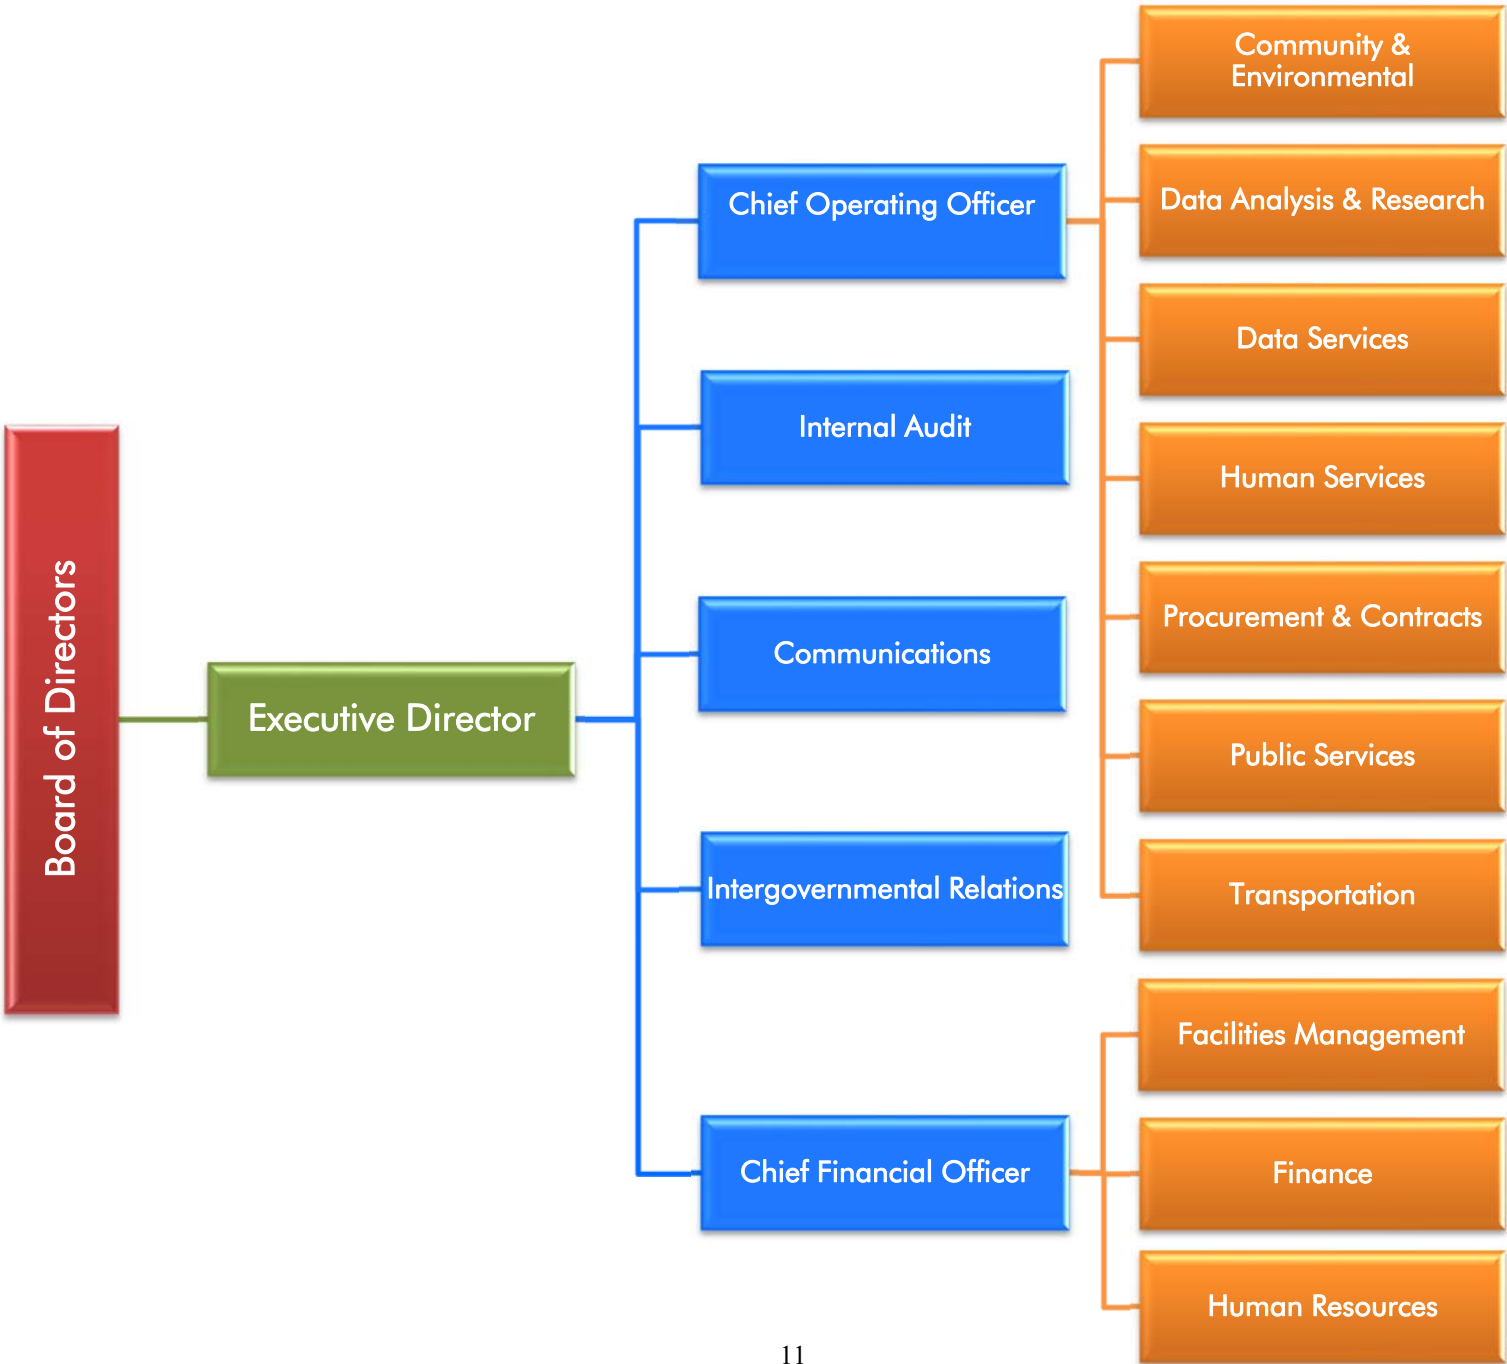 Board of Directors
Executive Director
Chief Operating Officer
Internal Audit
Communications
Intergovernmental Relations
Chief Financial Officer
Community &
Environmental
Data Analysis & Research
Data Services
Human Services
Procurement & Contracts
Public Services
Transportation
Facilities Management
Finance
Human Resources
11